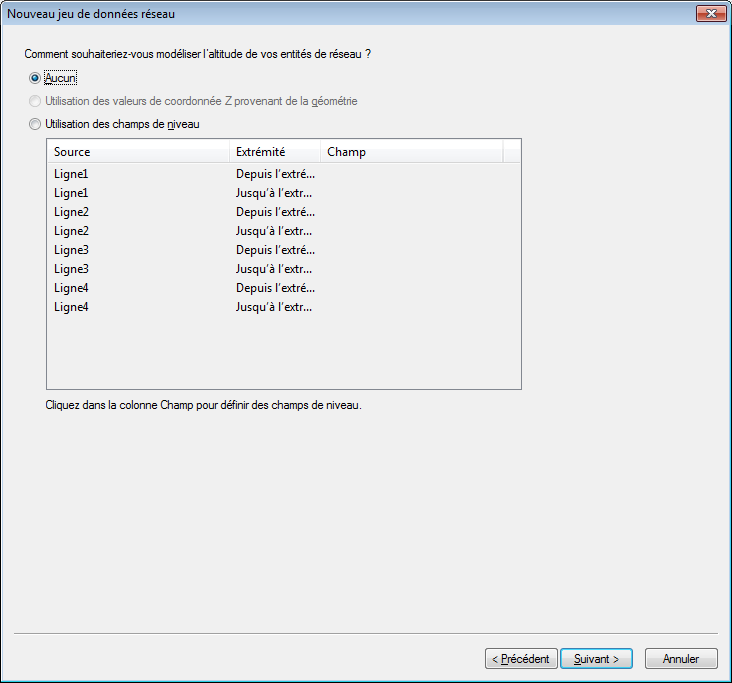 Nouveau jeu de données réseau
Comment souhaiteriez-vous modéliser l'altitude de vos entités de réseau ?
Aucun
Utilisation des valeurs de coordonnée Z provenant de la géométrie
Utilisation des champs de niveau
Source Extrémité Champ
Ligne1 Depuis l'extré...
Ligne1 Jusqu'à l'extr...
Ligne2 Depuis l'extré...
Ligne2 Jusqu'à l'extr...
Ligne3 Depuis l'extré...
Ligne3 Jusqu'à l'extr...
Ligne4 Depuis l'extré...
Ligne4 Jusqu'à l'extr...
Cliquez dans la colonne Champ pour définir des champs de niveau.
< Précédent Suivant > Annuler